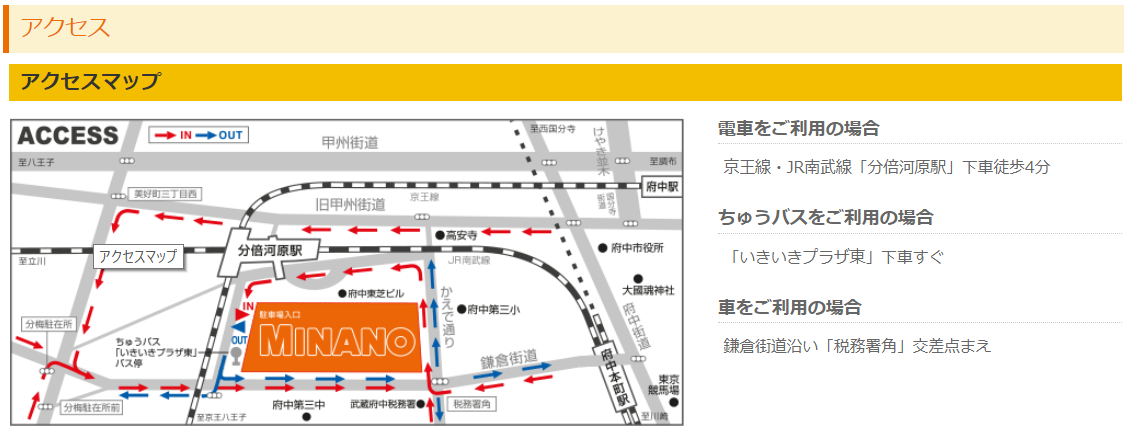 アクセス
アクセスマップ
ACCESS
IN
OUT
甲州街道
至西国分寺
けやき並木
至八王子
至調布
美好町三丁目西
府中駅
旧甲州街道
京王線
国分寺街道
高安寺
分倍河原駅
府中市役所
至立川
アクセスマップ
JR南武線
大國魂神社
府中東芝ビル
かえで通り
府中第三小
府中街道
IN
駐車場入口
MINANO
OUT
分梅駐在所
ちゅうバス
「いきいきプラザ東」
バス停
鎌倉街道
府中本町駅
東京
競馬場
分梅駐在所前
府中第三中
武蔵府中税務署
税務署角
至京王八王子
至川崎
電車をご利用の場合
京王線・JR南武線「分倍河原駅」下車徒歩4分
ちゅうバスをご利用の場合
「いきいきプラザ東」下車すぐ
車をご利用の場合
鎌倉街道沿い「税務署角」交差点まえ